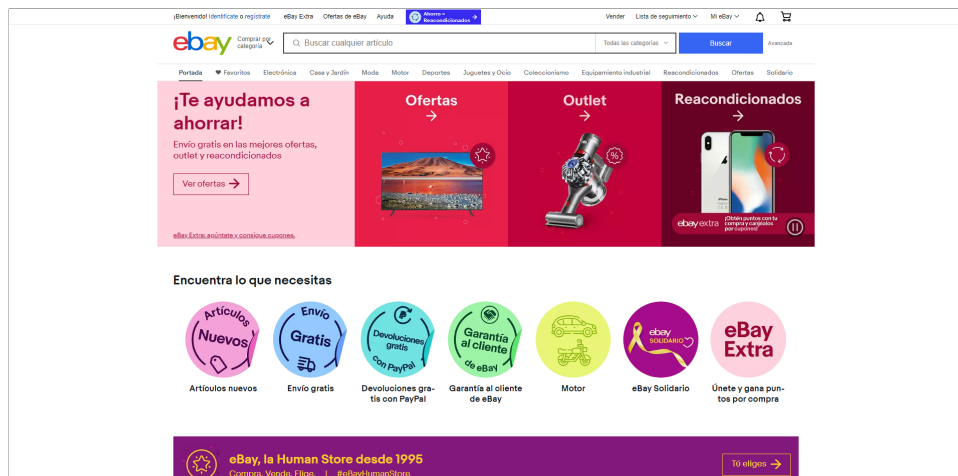 ¡Bienvenido! Identifícate o regístrate eBay Extra Ofertas de eBay Ayuda Ahorro = Reacondicionados → Vender Lista de seguimiento Mi eBay
ebay Comprar por categoría Buscar cualquier artículo Todas las categorías Buscar Avanzada
Portada Favoritos Electrónica Casa y Jardín Moda Motor Deportes Juguetes y Ocio Coleccionismo Equipamiento industrial Reacondicionados Ofertas Solidario
¡Te ayudamos a
ahorrar!
Envío gratis en las mejores ofertas,
outlet y reacondicionados
Ver ofertas →
eBay Extra: apúntate y consigue cupones.
Ofertas
→
Outlet
→
%
Reacondicionados
→
ebay extra
¡Obtén puntos con tu
compra y canjéalos
por cupones!
Encuentra lo que necesitas
Artículos
Nuevos
Envío
Gratis
Devoluciones
gratis
con PayPal
Garantía
al cliente
de eBay
ebay
SOLIDARIO
eBay
Extra
Artículos nuevos
Envío gratis
Devoluciones gra-
tis con PayPal
Garantía al cliente
de eBay
Motor
eBay Solidario
Únete y gana pun-
tos por compra
eBay, la Human Store desde 1995
Compra. Vende. Elige. | #eBayHumanStore
Tú eliges →